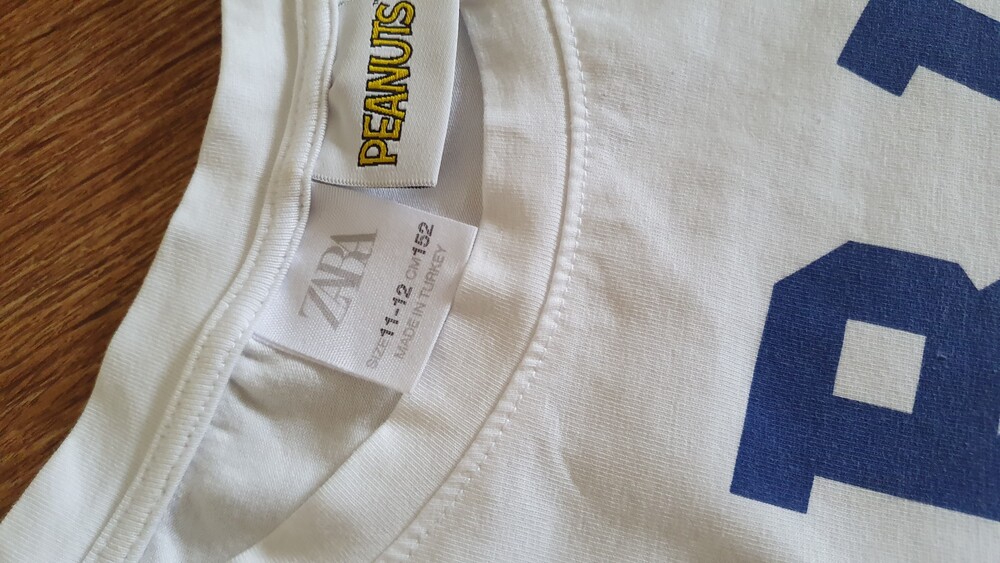 PEANUTS
ZARA
SIZE 11-12 CM 152
MADE IN TURKEY